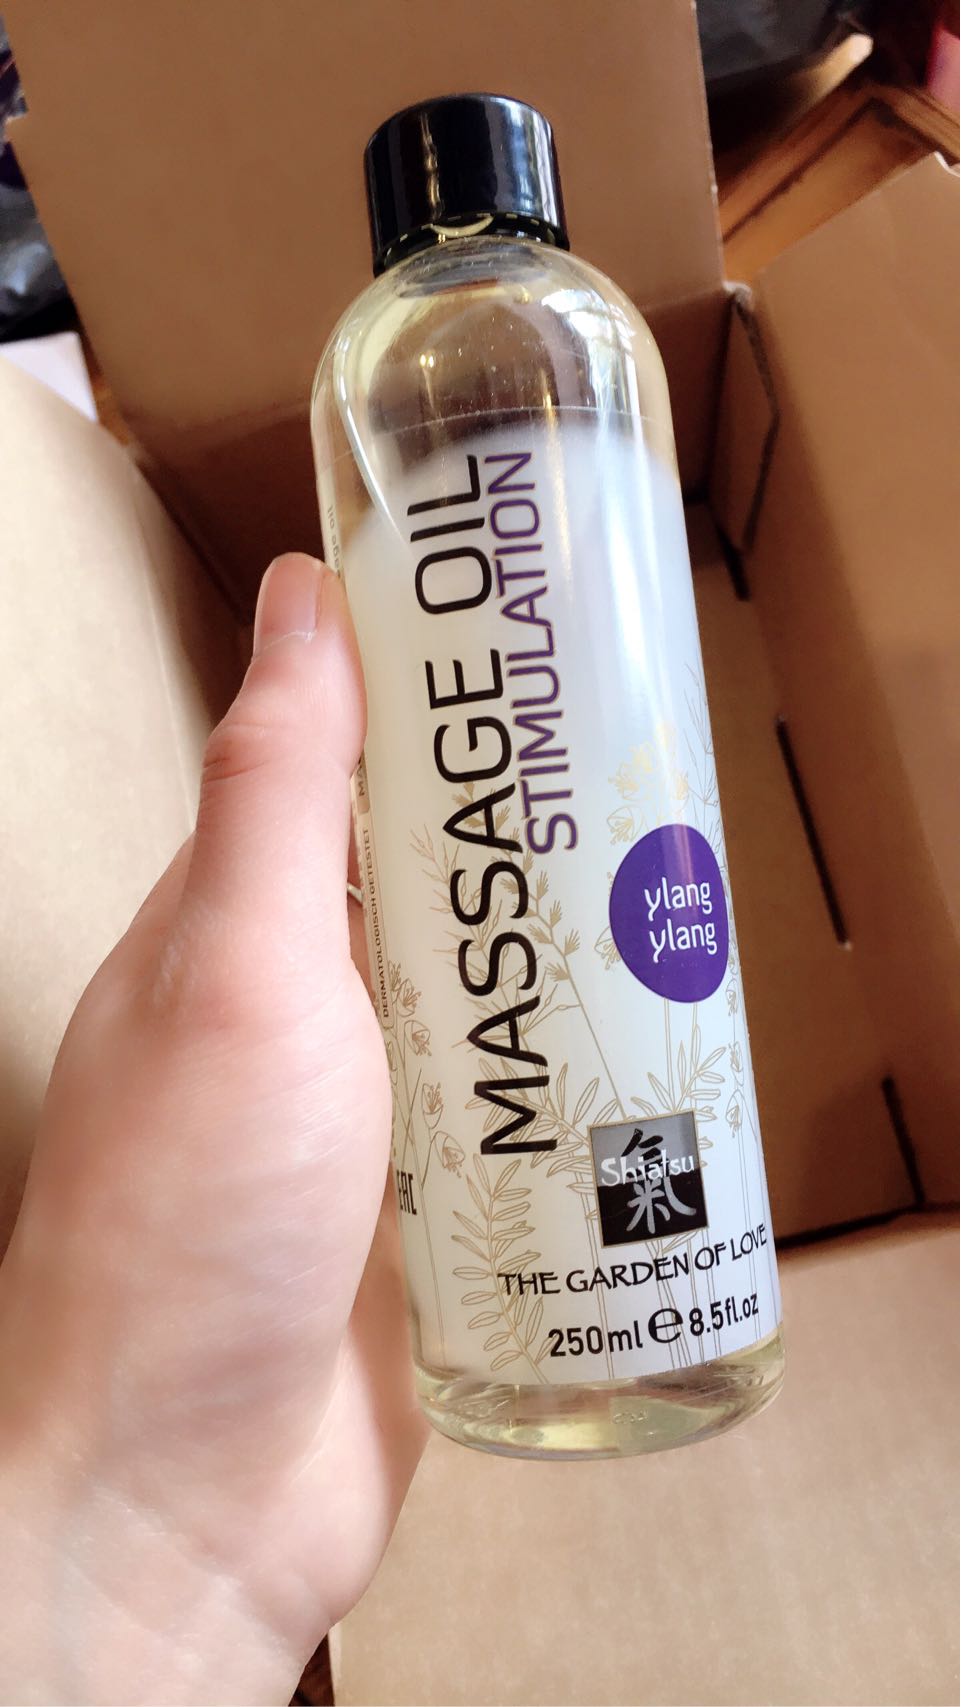 MASSAGE OIL
STIMULATION
ylang
ylang
氣
Shiatsu
THE GARDEN OF LOVE
250ml e 8.5fl.oz
DERMATOLOGISCH GETESTET
EAC